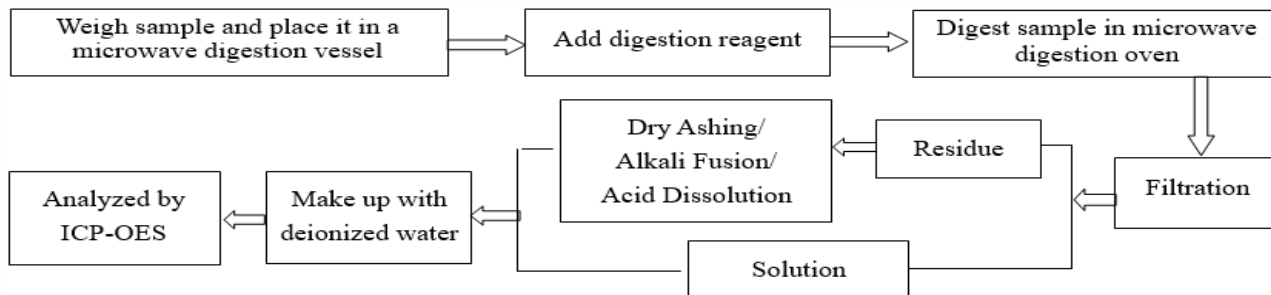 Weigh sample and place it in a
microwave digestion vessel
Add digestion reagent
Digest sample in microwave
digestion oven
Filtration
Residue
Dry Ashing/
Alkali Fusion/
Acid Dissolution
Solution
Make up with
deionized water
Analyzed by
ICP-OES